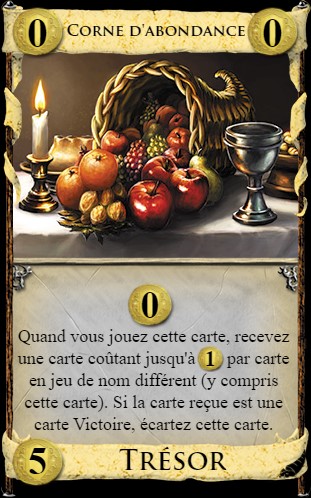 0 Corne d'abondance 0
0
Quand vous jouez cette carte, recevez
une carte coûtant jusqu'à 1 par carte
en jeu de nom différent (y compris
cette carte). Si la carte reçue est une
carte Victoire, écartez cette carte.
5 Trésor